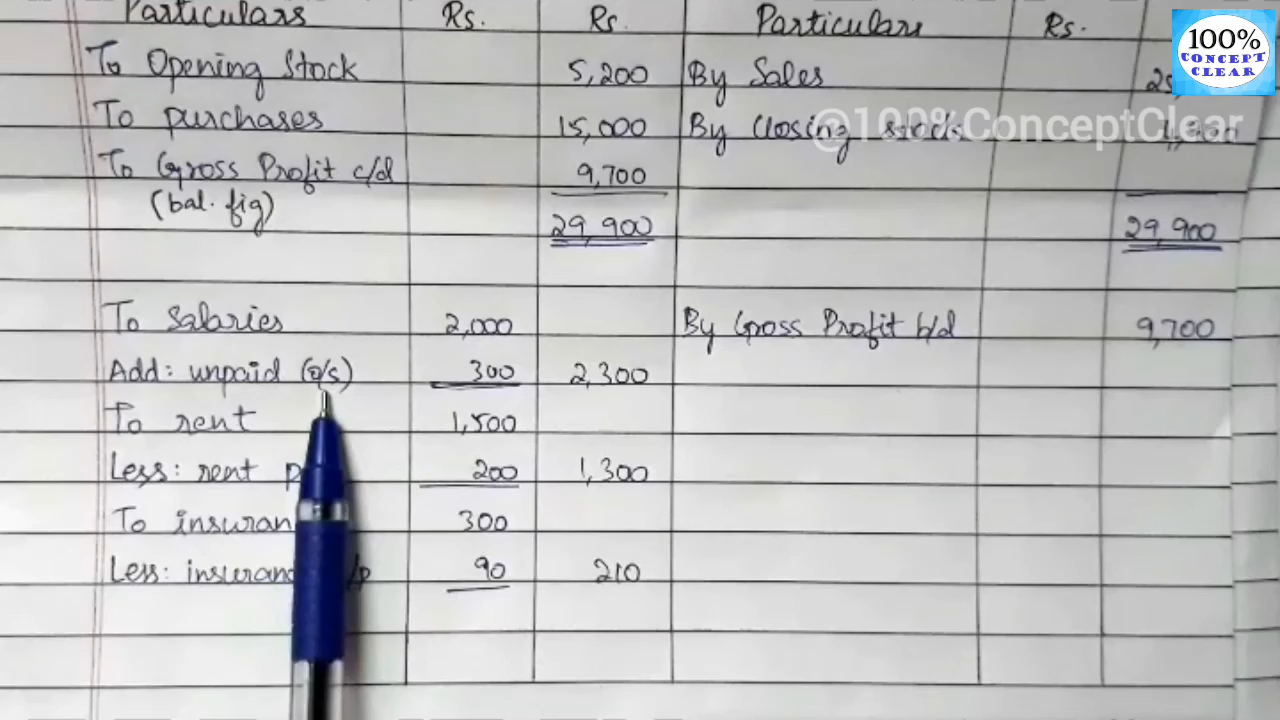 Particulars Rs. Rs. Particulars Rs.
100%
CONCEPT
CLEAR
To Opening Stock 5,200 By Sales
To purchases 15,000 By Closing stock
@100%ConceptClear
To Gross Profit c/d 9,700
(bal. fig) 29,900 29,900
To Salaries 2,000 By Gross Profit b/d 9,700
Add: unpaid (o/s) 300 2,300
To rent 1,500
Less: rent 200 1,300
To 300
Less: 90 210